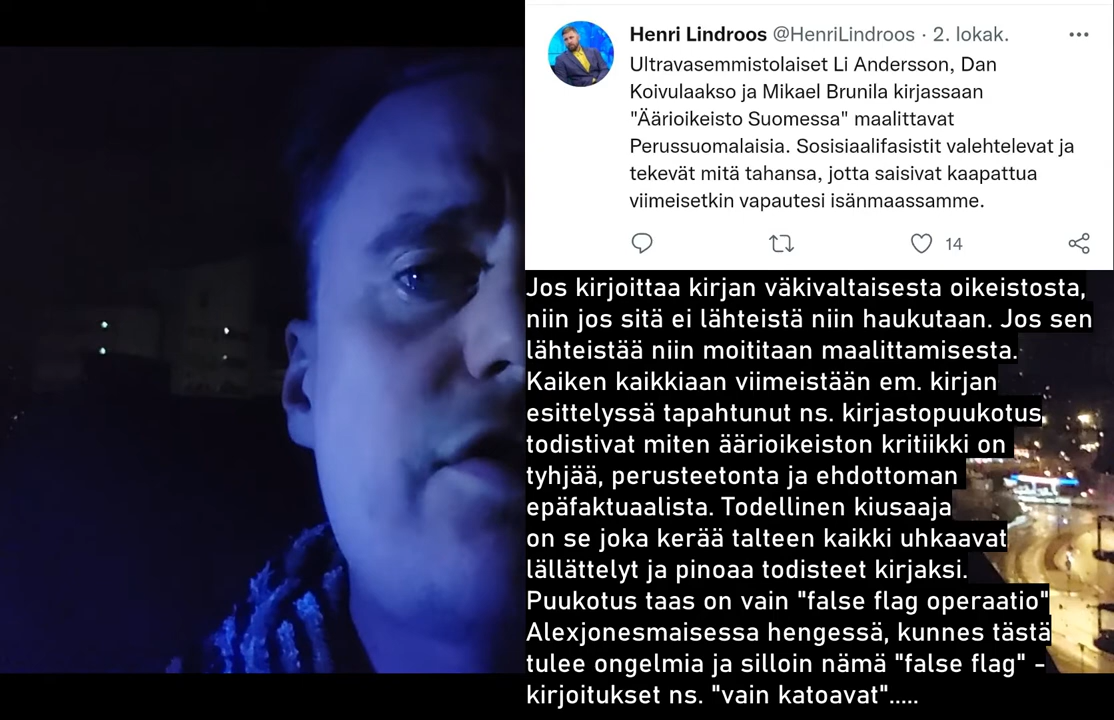 Henri Lindroos @HenriLindroos · 2. lokak.
Ultravasemmistolaiset Li Andersson, Dan
Koivulaakso ja Mikael Brunila kirjassaan
"Äärioikeisto Suomessa" maalittavat
Perussuomalaisia. Sosisiaalifasistit valehtelevat ja
tekevät mitä tahansa, jotta saisivat kaapattua
viimeisetkin vapautesi isänmaassamme.
14
Jos kirjoittaa kirjan väkivaltaisesta oikeistosta,
niin jos sitä ei lähteistä niin haukutaan. Jos sen
lähteistää niin moititaan maalittamisesta.
Kaiken kaikkiaan viimeistään em. kirjan
esittelyssä tapahtunut ns. kirjastopuukotus
todistivat miten äärioikeiston kritiikki on
tyhjää, perusteetonta ja ehdottoman
epäfaktuaalista. Todellinen kiusaaja
on se joka kerää talteen kaikki uhkaavat
lällättelyt ja pinoaa todisteet kirjaksi.
Puukotus taas on vain "false flag operaatio"
Alexjonesmaisessa hengessä, kunnes tästä
tulee ongelmia ja silloin nämä "false flag" -
kirjoitukset ns. "vain katoavat".....